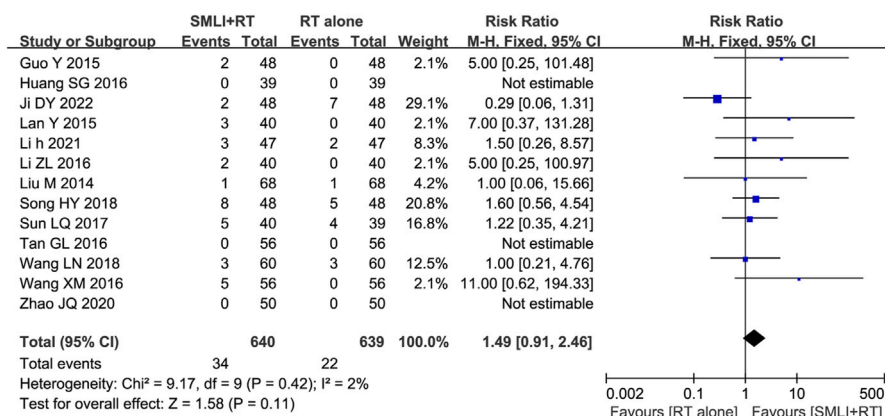 SMLI+RT RT alone Risk Ratio Risk Ratio
Study or Subgroup Events Total Events Total Weight M-H, Fixed, 95% CI M-H, Fixed, 95% CI
Guo Y 2015 2 48 0 48 2.1% 5.00 [0.25, 101.48]
Huang SG 2016 0 39 0 39 Not estimable
Ji DY 2022 2 48 7 48 29.1% 0.29 [0.06, 1.31]
Lan Y 2015 3 40 0 40 2.1% 7.00 [0.37, 131.28]
Li h 2021 3 47 2 47 8.3% 1.50 [0.26, 8.57]
Li ZL 2016 2 40 0 40 2.1% 5.00 [0.25, 100.97]
Liu M 2014 1 68 1 68 4.2% 1.00 [0.06, 15.66]
Song HY 2018 8 48 5 48 20.8% 1.60 [0.56, 4.54]
Sun LQ 2017 5 40 4 39 16.8% 1.22 [0.35, 4.21]
Tan GL 2016 0 56 0 56 Not estimable
Wang LN 2018 3 60 3 60 12.5% 1.00 [0.21, 4.76]
Wang XM 2016 5 56 0 56 2.1% 11.00 [0.62, 194.33]
Zhao JQ 2020 0 50 0 50 Not estimable
Total (95% CI) 640 639 100.0% 1.49 [0.91, 2.46]
Total events 34 22
Heterogeneity: Chi² = 9.17, df = 9 (P = 0.42); I² = 2%
Test for overall effect: Z = 1.58 (P = 0.11)
0.002 0.1 1 10 500
Favours [RT alone] Favours [SMLI+RT]